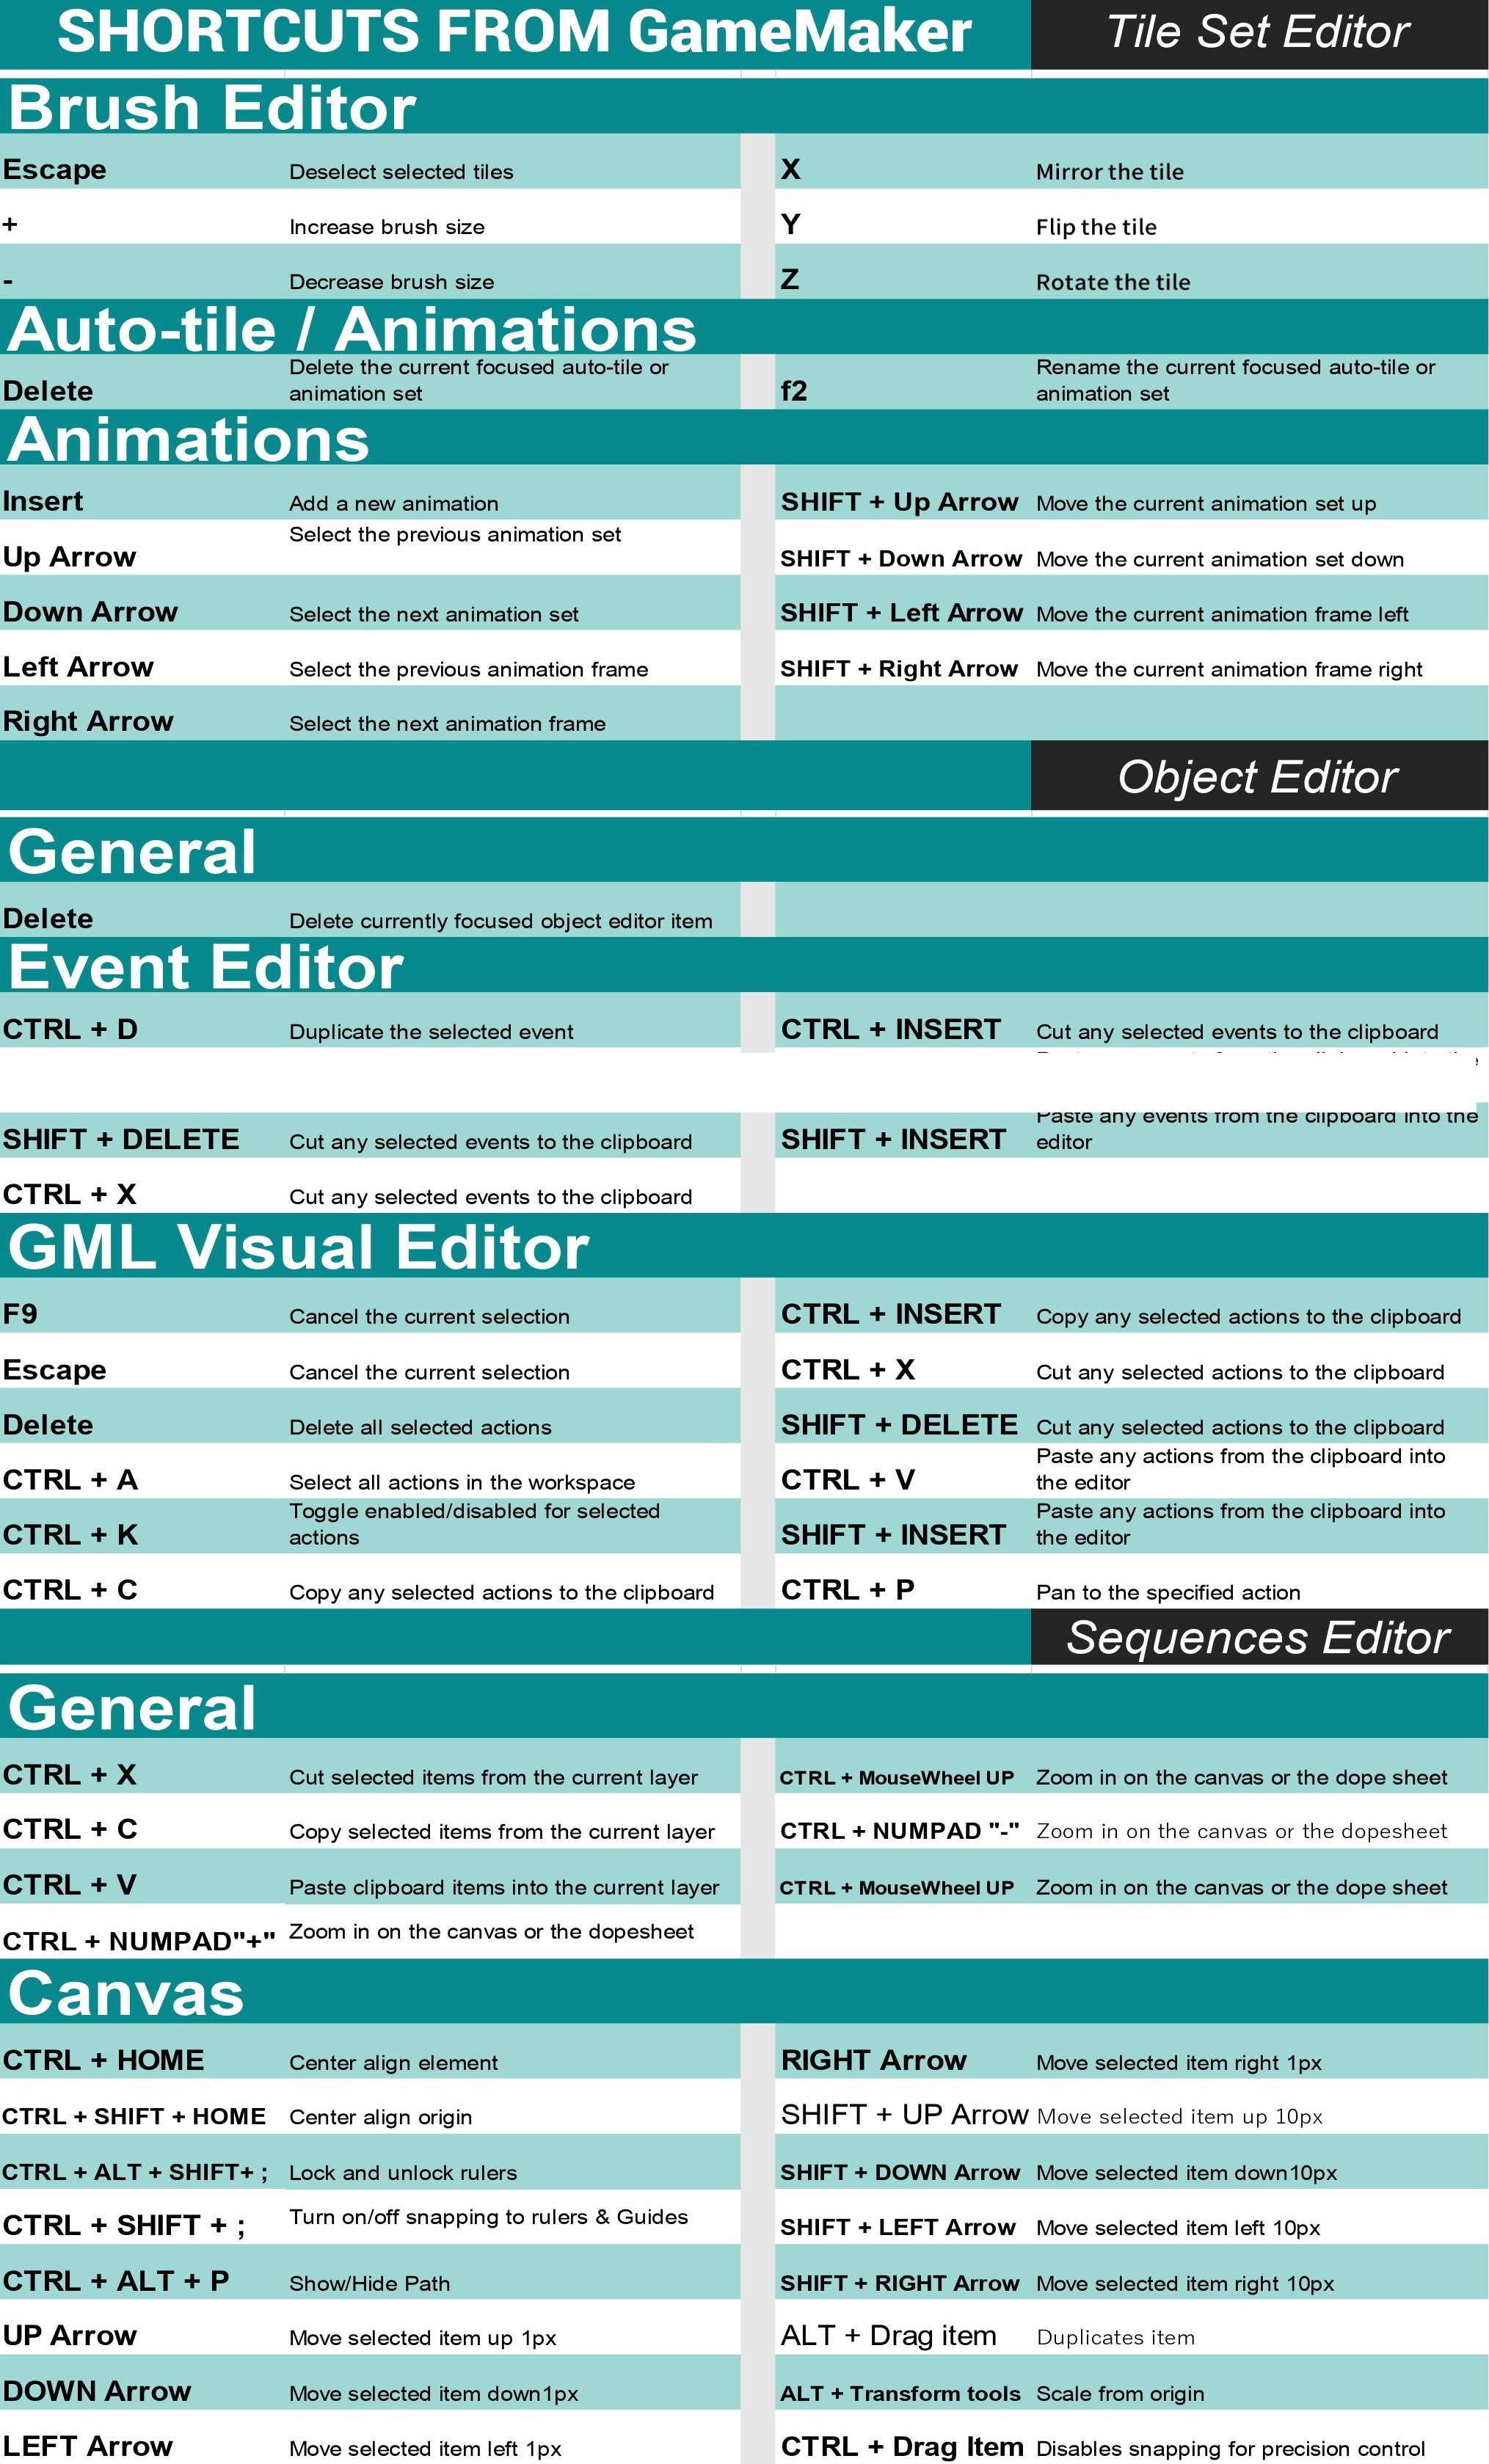 SHORTCUTS FROM GameMaker Tile Set Editor
Brush Editor
Escape Deselect selected tiles X Mirror the tile
+ Increase brush size Y Flip the tile
- Decrease brush size Z Rotate the tile
Auto-tile / Animations
Delete Delete the current focused auto-tile or animation set f2 Rename the current focused auto-tile or animation set
Animations
Insert Add a new animation SHIFT + Up Arrow Move the current animation set up
Up Arrow Select the previous animation set SHIFT + Down Arrow Move the current animation set down
Down Arrow Select the next animation set SHIFT + Left Arrow Move the current animation frame left
Left Arrow Select the previous animation frame SHIFT + Right Arrow Move the current animation frame right
Right Arrow Select the next animation frame
Object Editor
General
Delete Delete currently focused object editor item
Event Editor
CTRL + D Duplicate the selected event CTRL + INSERT Cut any selected events to the clipboard
SHIFT + DELETE Cut any selected events to the clipboard SHIFT + INSERT Paste any events from the clipboard into the editor
CTRL + X Cut any selected events to the clipboard
GML Visual Editor
F9 Cancel the current selection CTRL + INSERT Copy any selected actions to the clipboard
Escape Cancel the current selection CTRL + X Cut any selected actions to the clipboard
Delete Delete all selected actions SHIFT + DELETE Cut any selected actions to the clipboard
CTRL + A Select all actions in the workspace CTRL + V Paste any actions from the clipboard into the editor
CTRL + K Toggle enabled/disabled for selected actions SHIFT + INSERT Paste any actions from the clipboard into the editor
CTRL + C Copy any selected actions to the clipboard CTRL + P Pan to the specified action
Sequences Editor
General
CTRL + X Cut selected items from the current layer CTRL + MouseWheel UP Zoom in on the canvas or the dope sheet
CTRL + C Copy selected items from the current layer CTRL + NUMPAD "-" Zoom in on the canvas or the dopesheet
CTRL + V Paste clipboard items into the current layer CTRL + MouseWheel UP Zoom in on the canvas or the dope sheet
CTRL + NUMPAD"+" Zoom in on the canvas or the dopesheet
Canvas
CTRL + HOME Center align element RIGHT Arrow Move selected item right 1px
CTRL + SHIFT + HOME Center align origin SHIFT + UP Arrow Move selected item up 10px
CTRL + ALT + SHIFT+ ; Lock and unlock rulers SHIFT + DOWN Arrow Move selected item down10px
CTRL + SHIFT + ; Turn on/off snapping to rulers & Guides SHIFT + LEFT Arrow Move selected item left 10px
CTRL + ALT + P Show/Hide Path SHIFT + RIGHT Arrow Move selected item right 10px
UP Arrow Move selected item up 1px ALT + Drag item Duplicates item
DOWN Arrow Move selected item down1px ALT + Transform tools Scale from origin
LEFT Arrow Move selected item left 1px CTRL + Drag Item Disables snapping for precision control